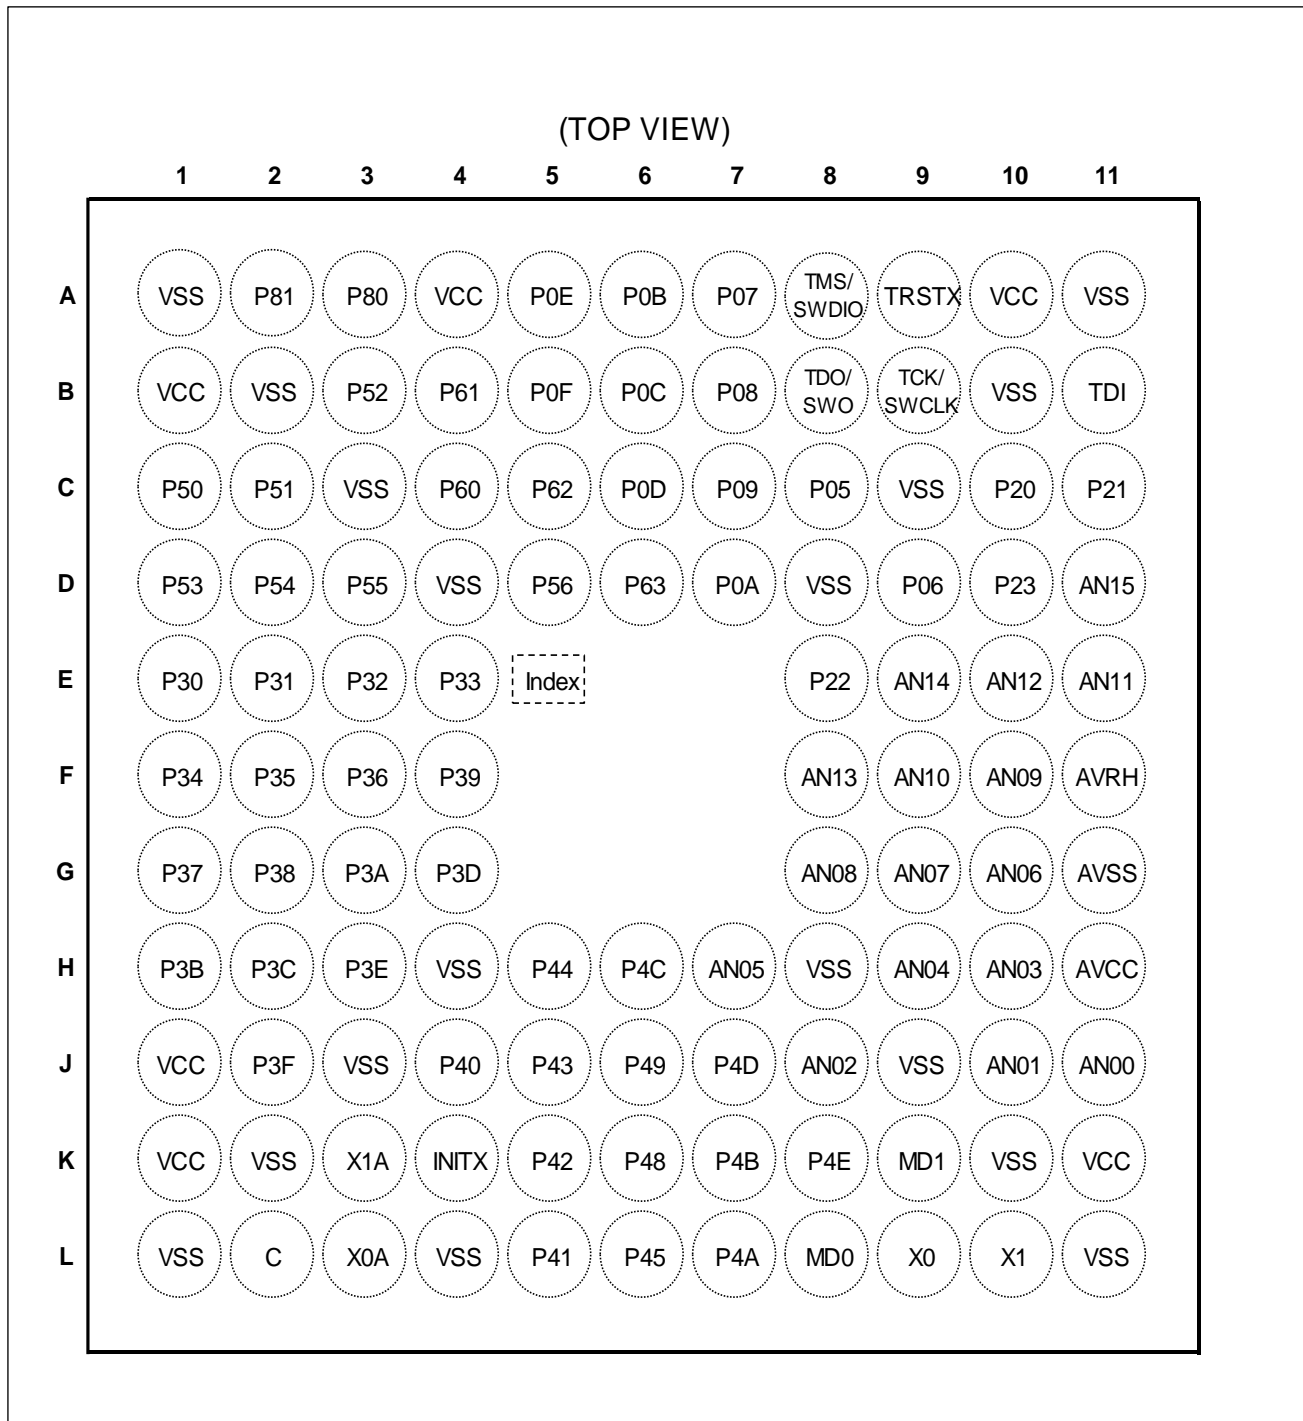 (TOP VIEW)
1 2 3 4 5 6 7 8 9 10 11
A VSS P81 P80 VCC P0E P0B P07 TMS/ SWDIO TRSTX VCC VSS
B VCC VSS P52 P61 P0F P0C P08 TDO/ SWO TCK/ SWCLK VSS TDI
C P50 P51 VSS P60 P62 P0D P09 P05 VSS P20 P21
D P53 P54 P55 VSS P56 P63 P0A VSS P06 P23 AN15
E P30 P31 P32 P33 Index P22 AN14 AN12 AN11
F P34 P35 P36 P39 AN13 AN10 AN09 AVRH
G P37 P38 P3A P3D AN08 AN07 AN06 AVSS
H P3B P3C P3E VSS P44 P4C AN05 VSS AN04 AN03 AVCC
J VCC P3F VSS P40 P43 P49 P4D AN02 VSS AN01 AN00
K VCC VSS X1A INITX P42 P48 P4B P4E MD1 VSS VCC
L VSS C X0A VSS P41 P45 P4A MD0 X0 X1 VSS